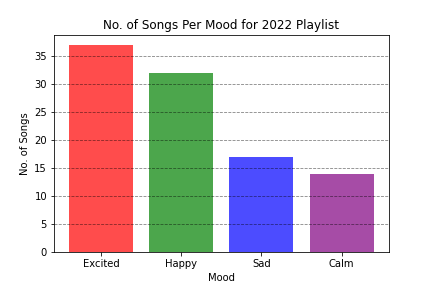 No. of Songs Per Mood for 2022 Playlist
No. of Songs
35
30
25
20
15
10
5
0
Excited Happy Sad Calm
Mood